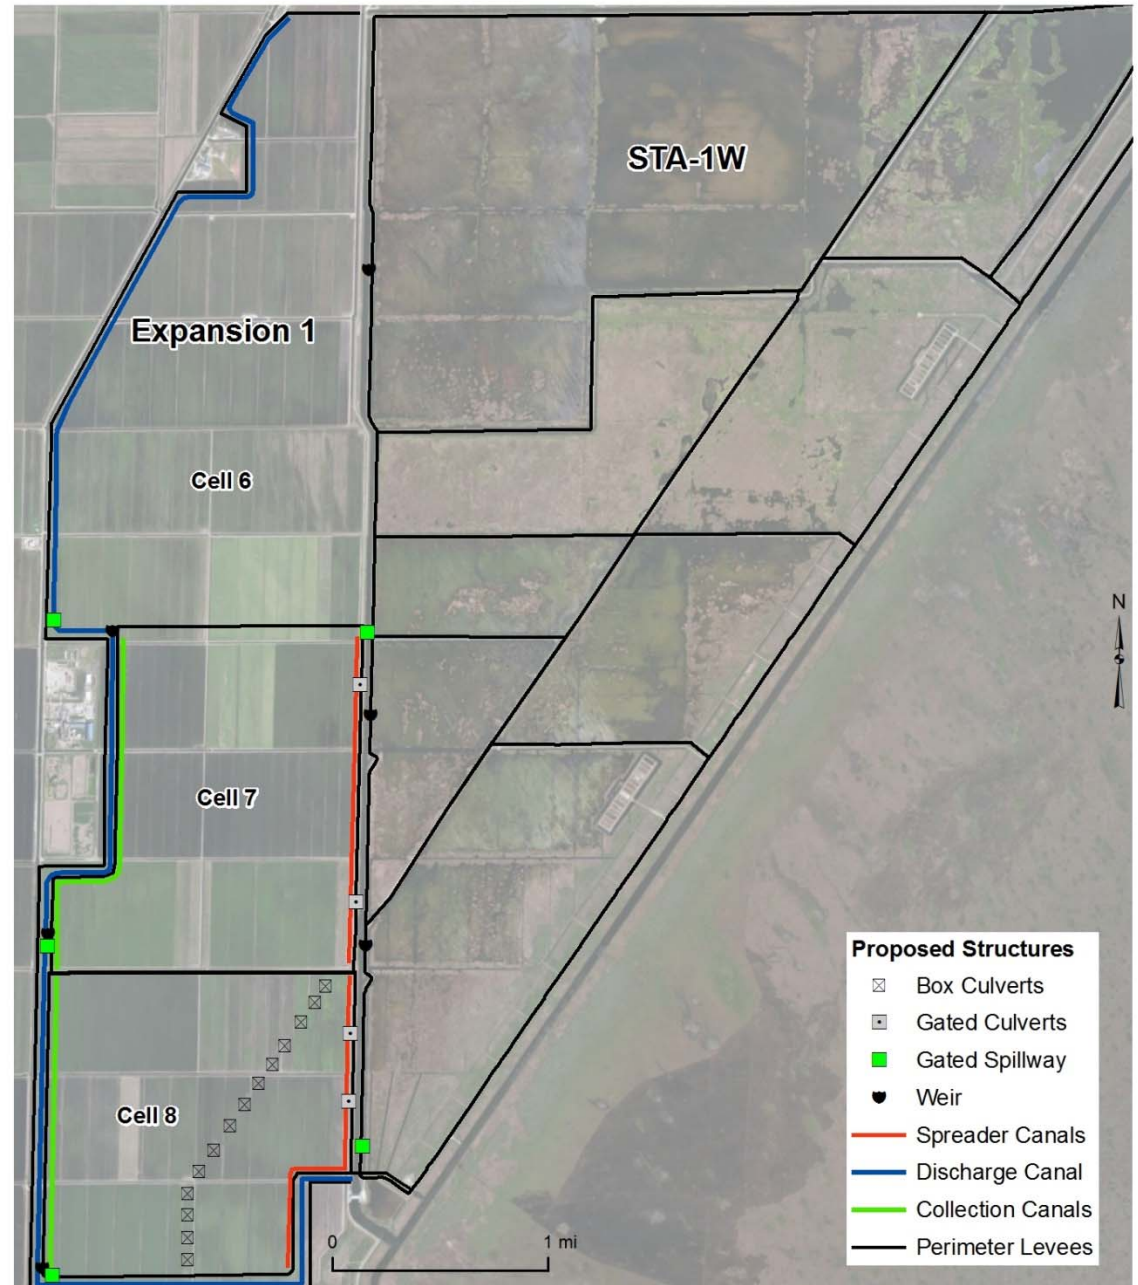 STA-1W
Expansion 1
Cell 6
N
Cell 7
Cell 8
Proposed Structures
Box Culverts
Gated Culverts
Gated Spillway
Weir
Spreader Canals
Discharge Canal
Collection Canals
Perimeter Levees
0 1 mi